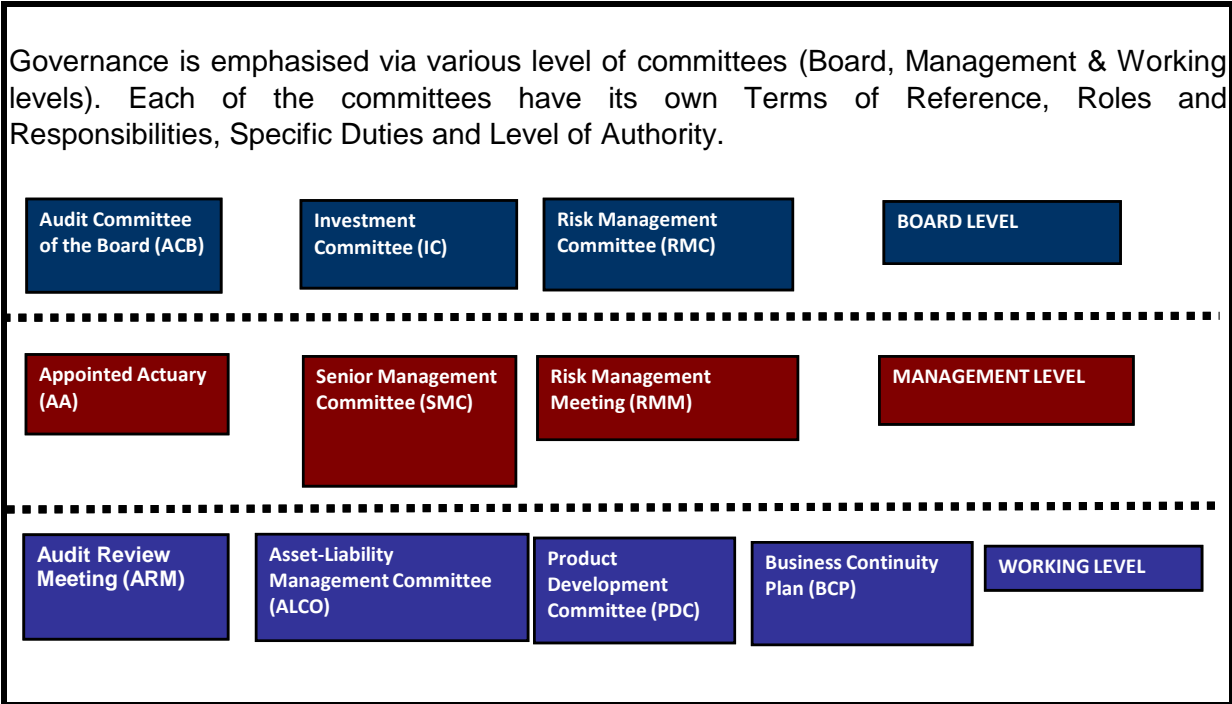 Governance is emphasised via various level of committees (Board, Management & Working
levels). Each of the committees have its own Terms of Reference, Roles and
Responsibilities, Specific Duties and Level of Authority.
Audit Committee
of the Board (ACB)
Investment
Committee (IC)
Risk Management
Committee (RMC)
BOARD LEVEL
Appointed Actuary
(AA)
Senior Management
Committee (SMC)
Risk Management
Meeting (RMM)
MANAGEMENT LEVEL
Audit Review
Meeting (ARM)
Asset-Liability
Management Committee
(ALCO)
Product
Development
Committee (PDC)
Business Continuity
Plan (BCP)
WORKING LEVEL